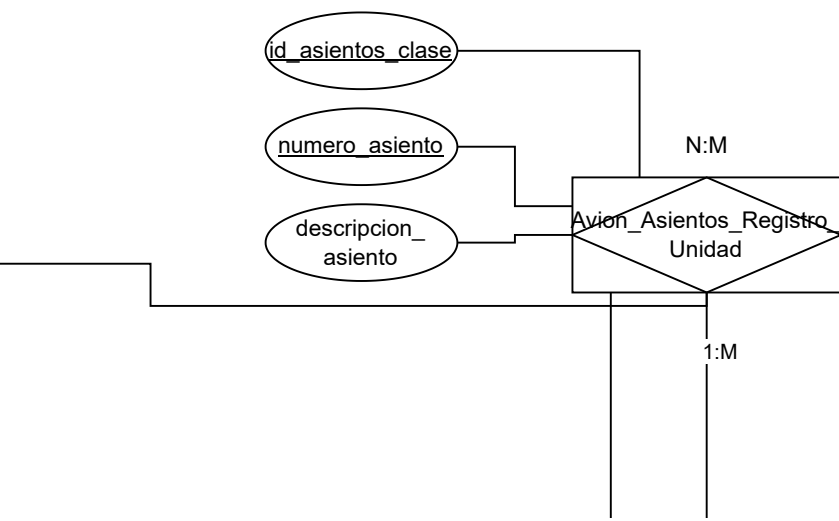 id_asientos_clase
numero_asiento
N:M
descripcion_
asiento
Avion_Asientos_Registro_
Unidad
1:M